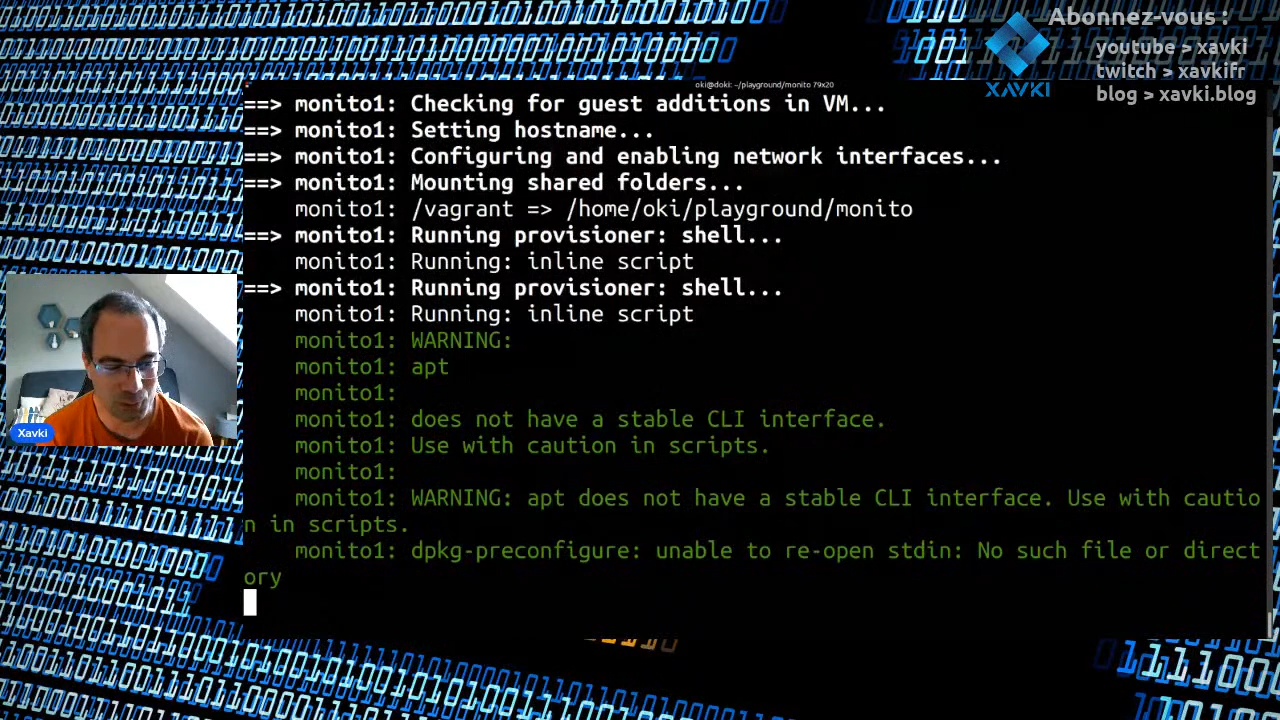 Abonnez-vous :
youtube > xavki
twitch > xavkifr
blog > xavki.blog
XAVKI
oki@doki: ~/playground/monito 79x20
==> monito1: Checking for guest additions in VM...
==> monito1: Setting hostname...
==> monito1: Configuring and enabling network interfaces...
==> monito1: Mounting shared folders...
monito1: /vagrant => /home/oki/playground/monito
==> monito1: Running provisioner: shell...
monito1: Running: inline script
==> monito1: Running provisioner: shell...
monito1: Running: inline script
monito1: WARNING:
monito1: apt
monito1:
monito1: does not have a stable CLI interface.
monito1: Use with caution in scripts.
monito1:
monito1: WARNING: apt does not have a stable CLI interface. Use with cautio
n in scripts.
monito1: dpkg-preconfigure: unable to re-open stdin: No such file or direct
ory
Xavki